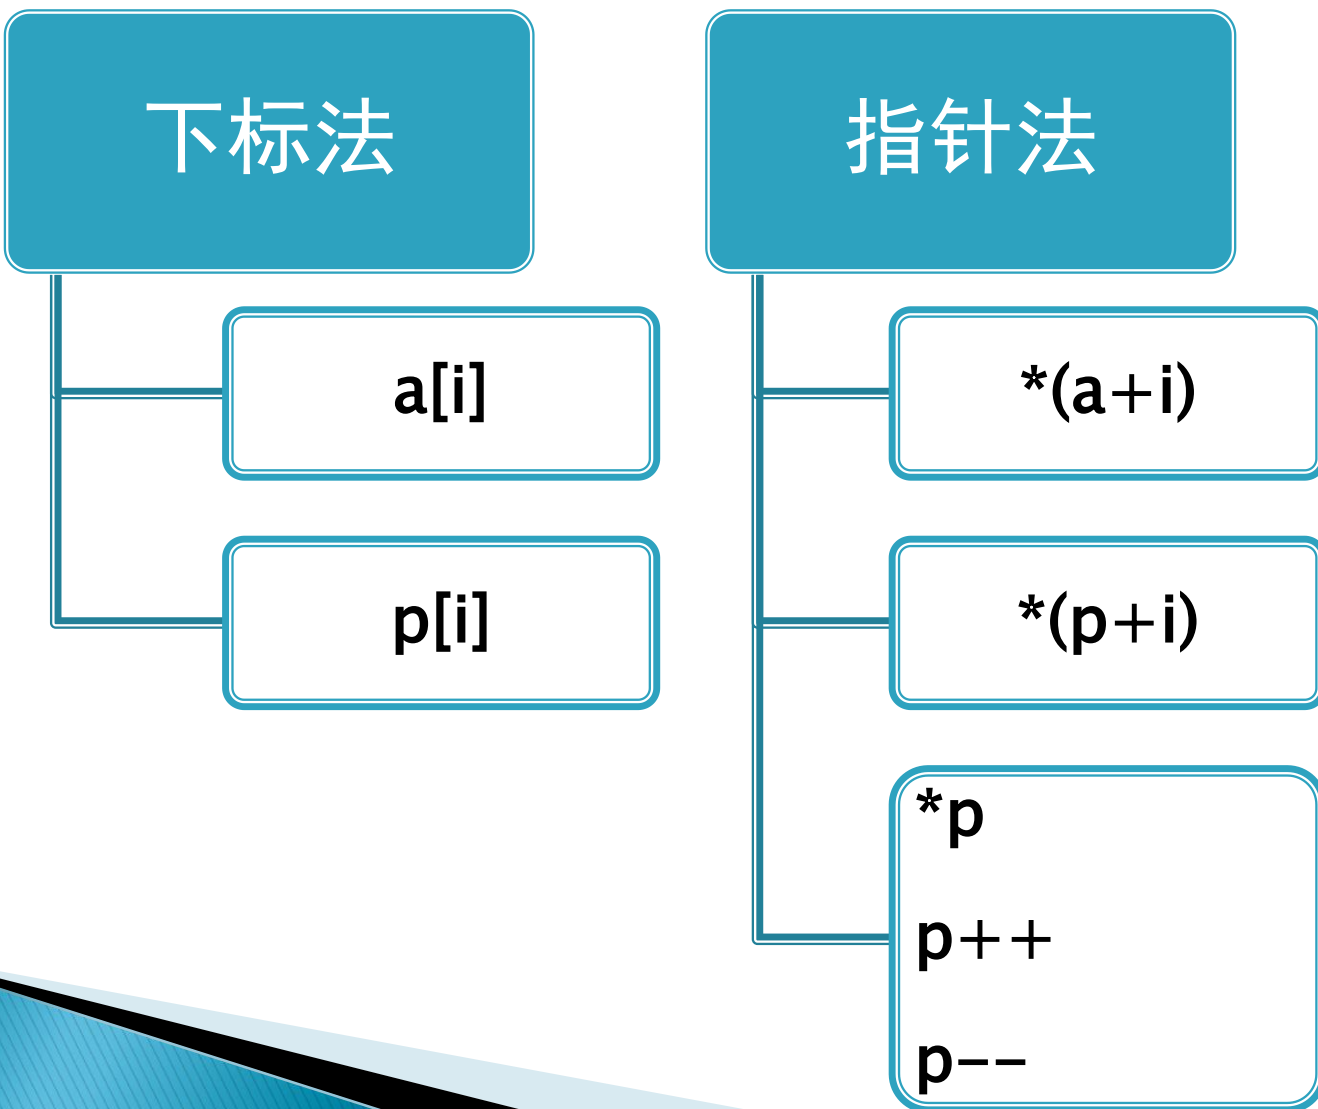 下标法
a[i]
p[i]
指针法
*(a+i)
*(p+i)
*p
p++
p--